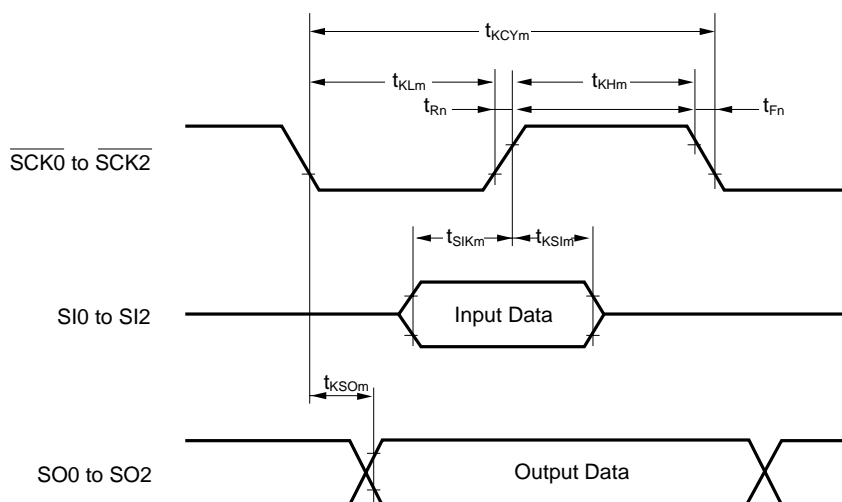 tKCYm
tKLm tKHm
tRn tFn
SCK0 to SCK2
tSIKm tKSIm
SI0 to SI2 Input Data
tKSOm
SO0 to SO2 Output Data